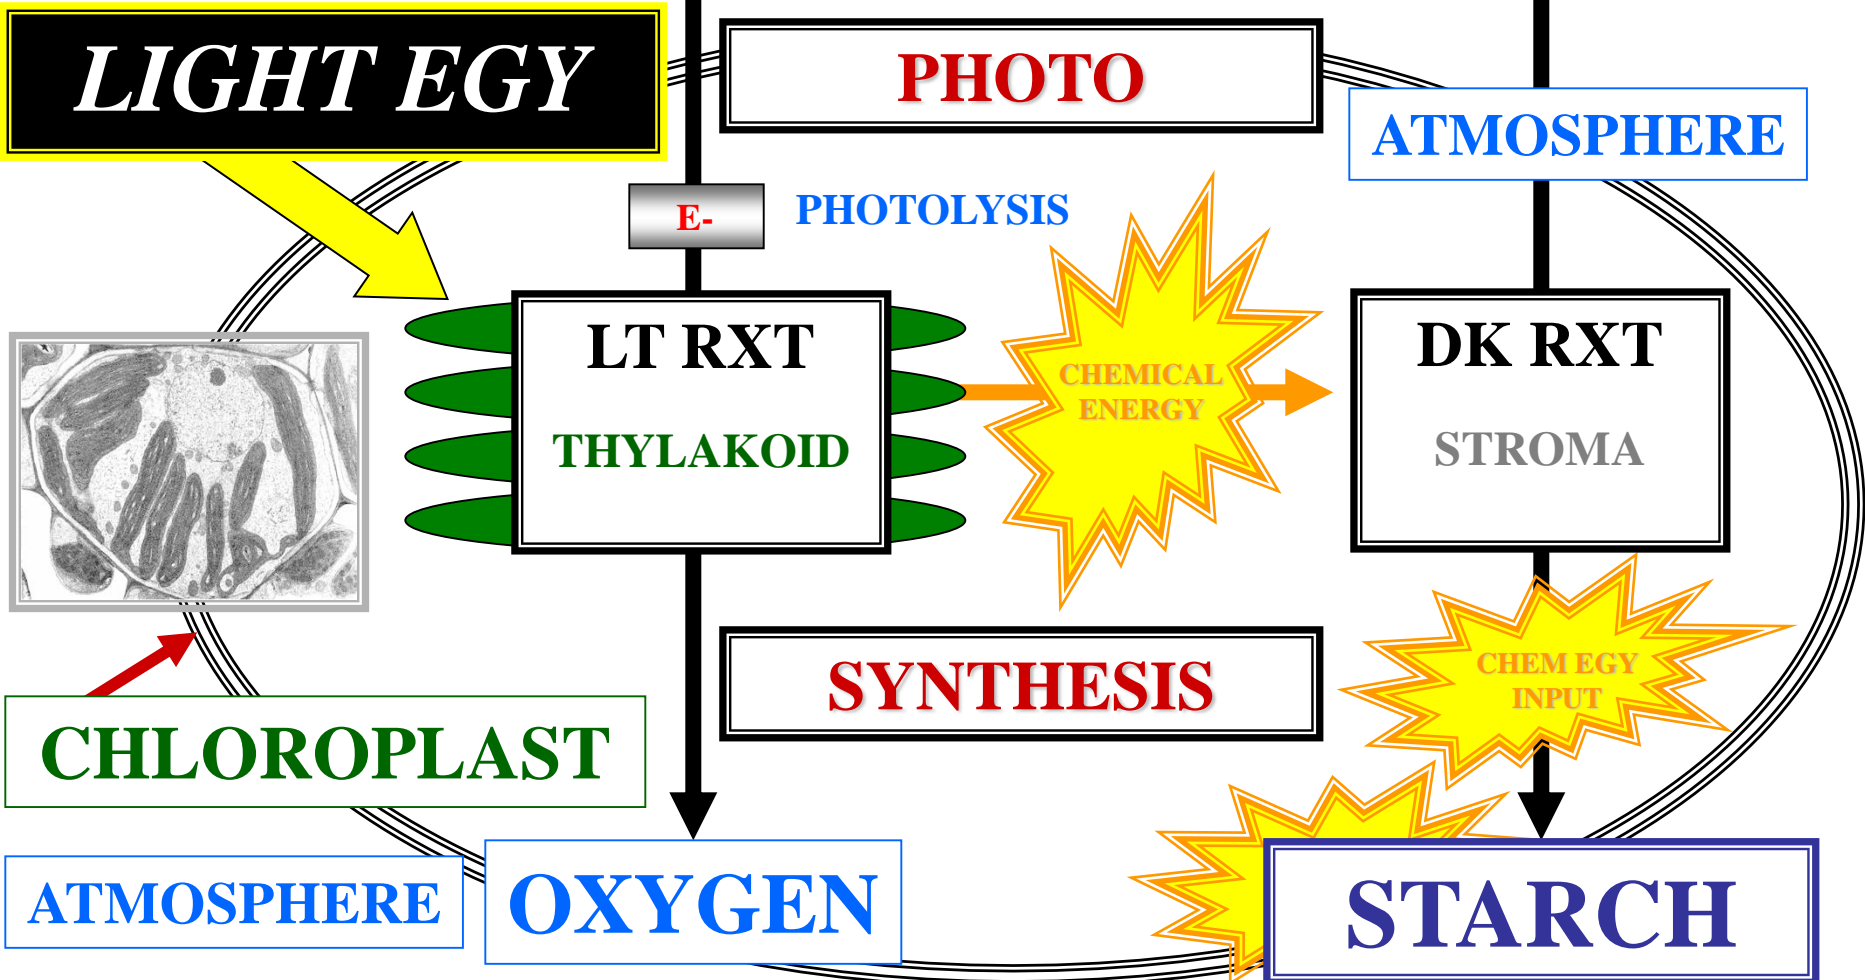 LIGHT EGY
PHOTO
ATMOSPHERE
E-
PHOTOLYSIS
LT RXT
THYLAKOID
CHEMICAL
ENERGY
DK RXT
STROMA
SYNTHESIS
CHEM EGY
INPUT
CHLOROPLAST
ATMOSPHERE
OXYGEN
STARCH